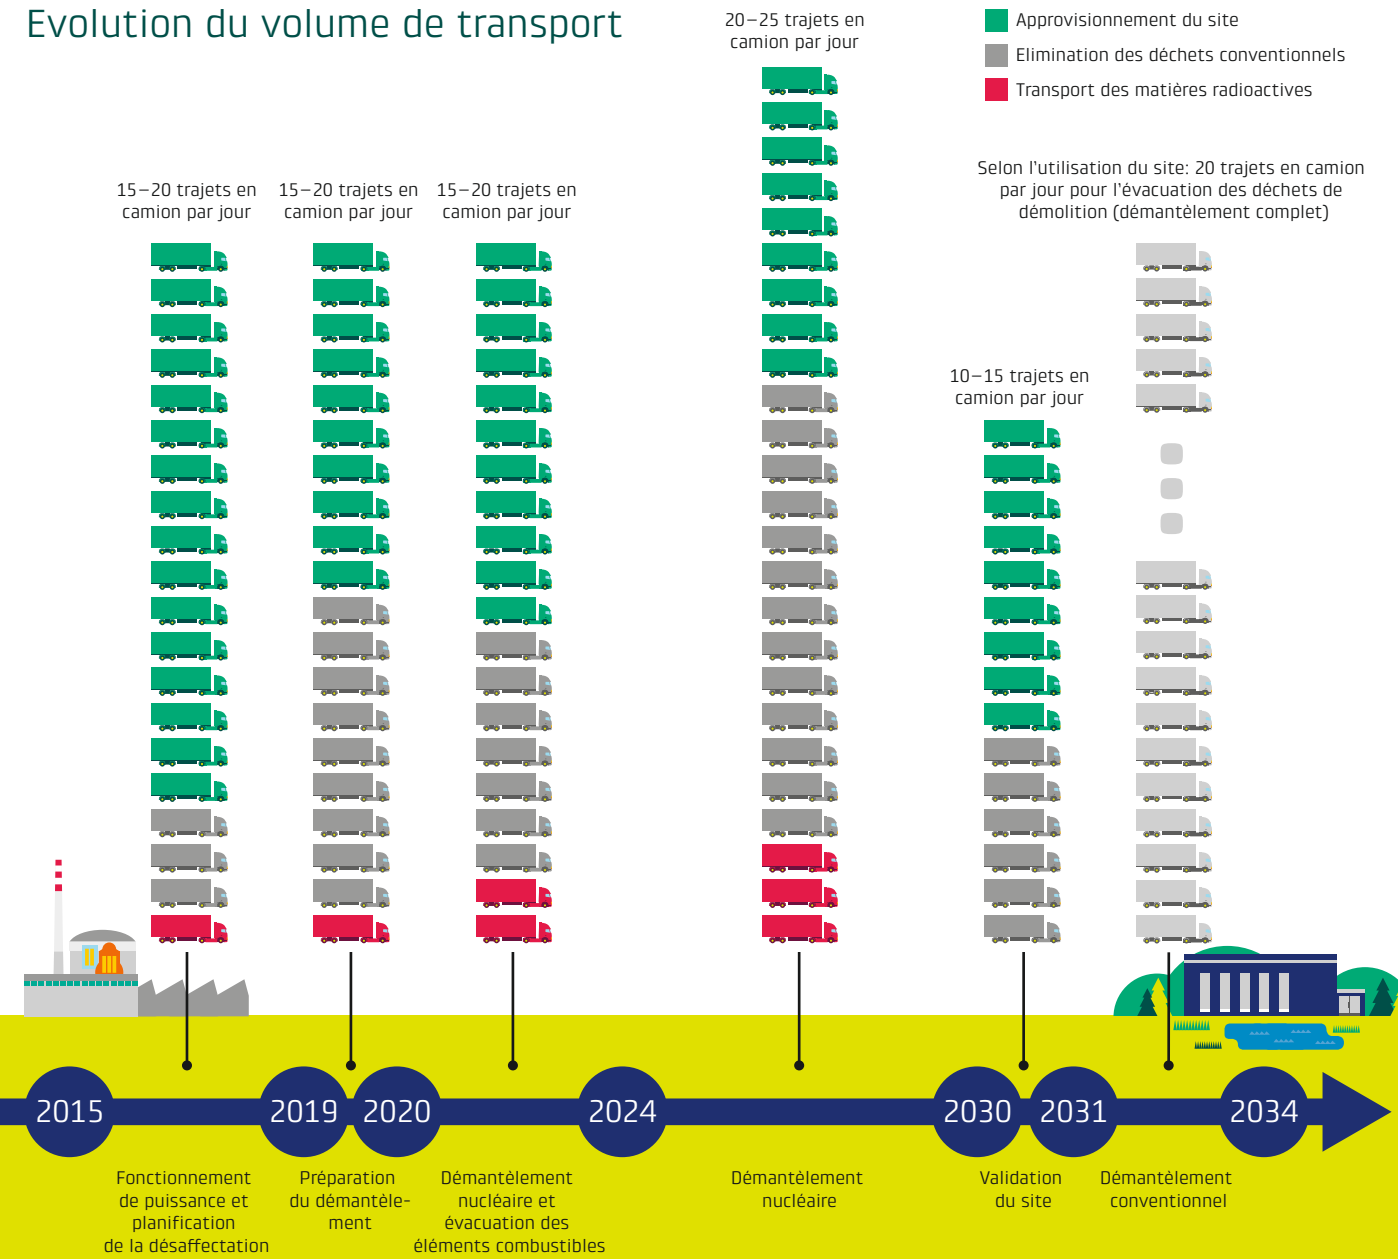 Evolution du volume de transport
20–25 trajets en
camion par jour
Approvisionnement du site
Elimination des déchets conventionnels
Transport des matières radioactives
15–20 trajets en
camion par jour
15–20 trajets en
camion par jour
15–20 trajets en
camion par jour
Selon l’utilisation du site: 20 trajets en camion
par jour pour l’évacuation des déchets de
démolition (démantèlement complet)
10–15 trajets en
camion par jour
2015
2019
2020
2024
2030
2031
2034
Fonctionnement
de puissance et
planification
de la désaffectation
Préparation
du démantèle-
ment
Démantèlement
nucléaire et
évacuation des
éléments combustibles
Démantèlement
nucléaire
Validation
du site
Démantèlement
conventionnel